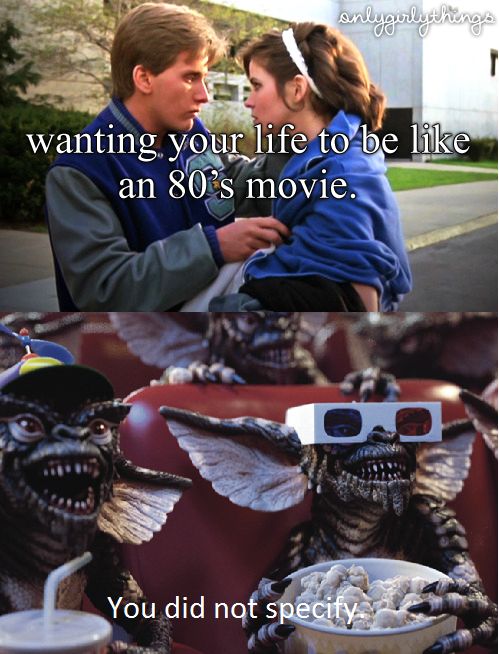 onlygirlythings
wanting your life to be like
an 80's movie.
You did not specify.